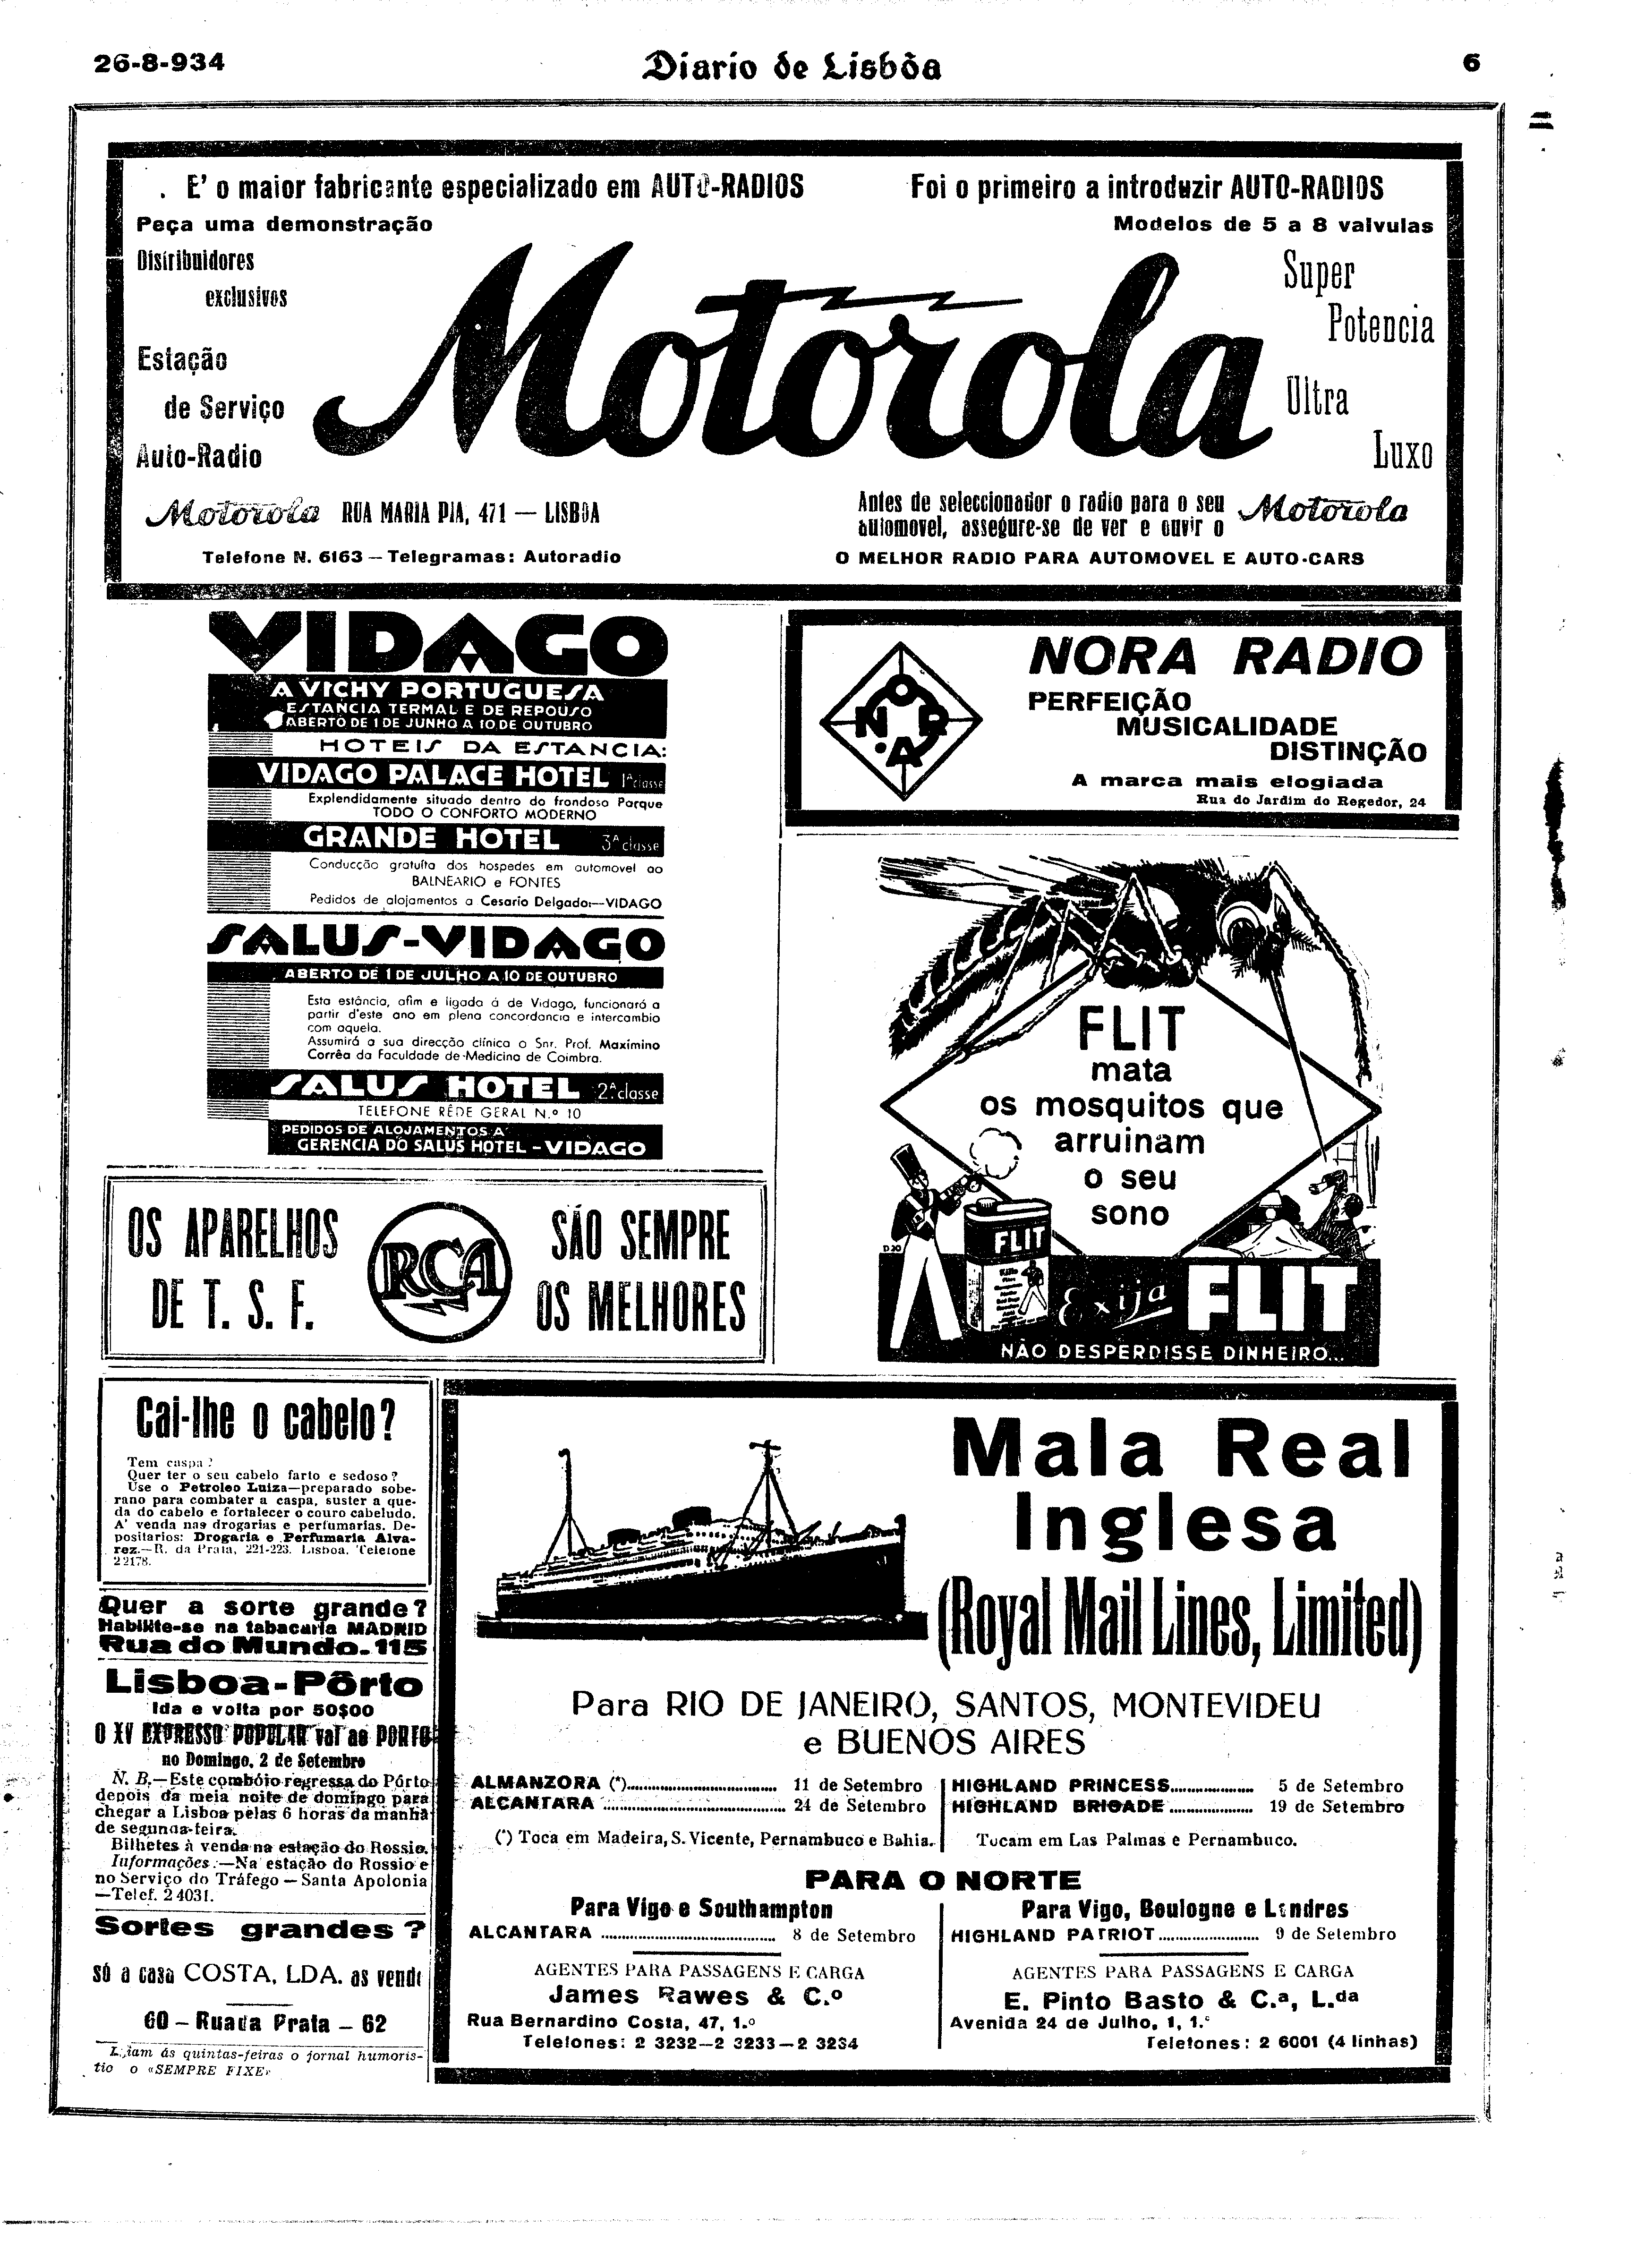 26-8-934
Diario de Lisbôa
6
E' o maior fabricante especializado em AUTO-RADIOS
Foi o primeiro a introduzir AUTO-RADIOS
Peça uma demonstração
Modelos de 5 a 8 valvulas
Distribuidores
exclusivos
Estação
de Serviço
Auto-Radio
Motorola
Super
Potencia
Ultra
Luxo
Motorola RUA MARIA PIA, 471 — LISBOA
Telefone N. 6163 — Telegramas: Autoradio
Antes de seleccionador o radio para o seu
automovel, assegure-se de ver e ouvir o Motorola
O MELHOR RADIO PARA AUTOMOVEL E AUTO-CARS
VIDAGO
A VICHY PORTUGUESA
ESTANCIA TERMAL E DE REPOUSO
ABERTO DE 1 DE JUNHO A 10 DE OUTUBRO
HOTEIS DA ESTANCIA:
VIDAGO PALACE HOTEL 1ª classe
Explendidamente situado dentro do frondoso Parque
TODO O CONFORTO MODERNO
GRANDE HOTEL 3ª classe
Conducção gratuita dos hospedes em automovel ao
BALNEARIO e FONTES
Pedidos de alojamentos a Cesario Delgado:—VIDAGO
SALUS-VIDAGO
ABERTO DE 1 DE JULHO A 10 DE OUTUBRO
Esta estância, afim e ligada á de Vidago, funcionará a
partir d'este ano em plena concordancia e intercambio
com aquela.
Assumirá a sua direcção clínica o Snr. Prof. Maximino
Corrêa da Faculdade de Medicina de Coimbra.
SALUS HOTEL 2.ª classe
TELEFONE RÊDE GERAL N.º 10
PEDIDOS DE ALOJAMENTOS A
GERENCIA DO SALUS HOTEL - VIDAGO
NORA
NORA RADIO
PERFEIÇÃO
MUSICALIDADE
DISTINÇÃO
A marca mais elogiada
Rua do Jardim do Regedor, 24
FLIT
mata
os mosquitos que
arruinam
o seu
sono
FLIT
Exija FLIT
NÃO DESPERDISSE DINHEIRO...
OS APARELHOS
DE T. S. F.
RCA
SÃO SEMPRE
OS MELHORES
Cai-lhe o cabelo?
Tem caspa?
Quer ter o seu cabelo farto e sedoso?
Use o Petroleo Luiza—preparado sobe-
rano para combater a caspa, suster a que-
da do cabelo e fortalecer o couro cabeludo.
A' venda nas drogarias e perfumarias. De-
positarios: Drogaria e Perfumaria Alva-
rez.—R. da Prata, 221-223. Lisboa. Telefone
2 2178.
Quer a sorte grande?
Habilite-se na tabacaria MADRID
Rua do Mundo. 115
Lisboa-Pôrto
Ida e volta por 50$00
O XV EXPRESSO POPULAR vai ao PORTO
no Domingo, 2 de Setembro
N. B.—Este combóio regressa do Pôrto
depois da meia noite de domingo para
chegar a Lisboa pelas 6 horas da manhã
de segunda-feira.
Bilhetes à venda na estação do Rossio.
Informações:—Na estação do Rossio e
no Serviço do Tráfego — Santa Apolonia
—Telef. 2 4031.
Sortes grandes?
só a casa COSTA, LDA. as vende
60 — Rua da Prata — 62
Leiam ás quintas-feiras o jornal humoris-
tio o «SEMPRE FIXE»
Mala Real
Inglesa
(Royal Mail Lines, Limited)
Para RIO DE JANEIRO, SANTOS, MONTEVIDEU
e BUENOS AIRES
ALMANZORA (*)........ 11 de Setembro
ALCANTARA ........ 24 de Setembro
(*) Toca em Madeira, S. Vicente, Pernambuco e Bahia.
HIGHLAND PRINCESS........ 5 de Setembro
HIGHLAND BRIGADE ........ 19 de Setembro
Tocam em Las Palmas e Pernambuco.
PARA O NORTE
Para Vigo e Southampton
ALCANTARA ........ 8 de Setembro
AGENTES PARA PASSAGENS E CARGA
James Rawes & C.º
Rua Bernardino Costa, 47, 1.º
Telefones: 2 3232—2 3233—2 3234
Para Vigo, Boulogne e Londres
HIGHLAND PATRIOT........ 9 de Setembro
AGENTES PARA PASSAGENS E CARGA
E. Pinto Basto & C.ª, L.da
Avenida 24 de Julho, 1, 1.º
Telefones: 2 6001 (4 linhas)